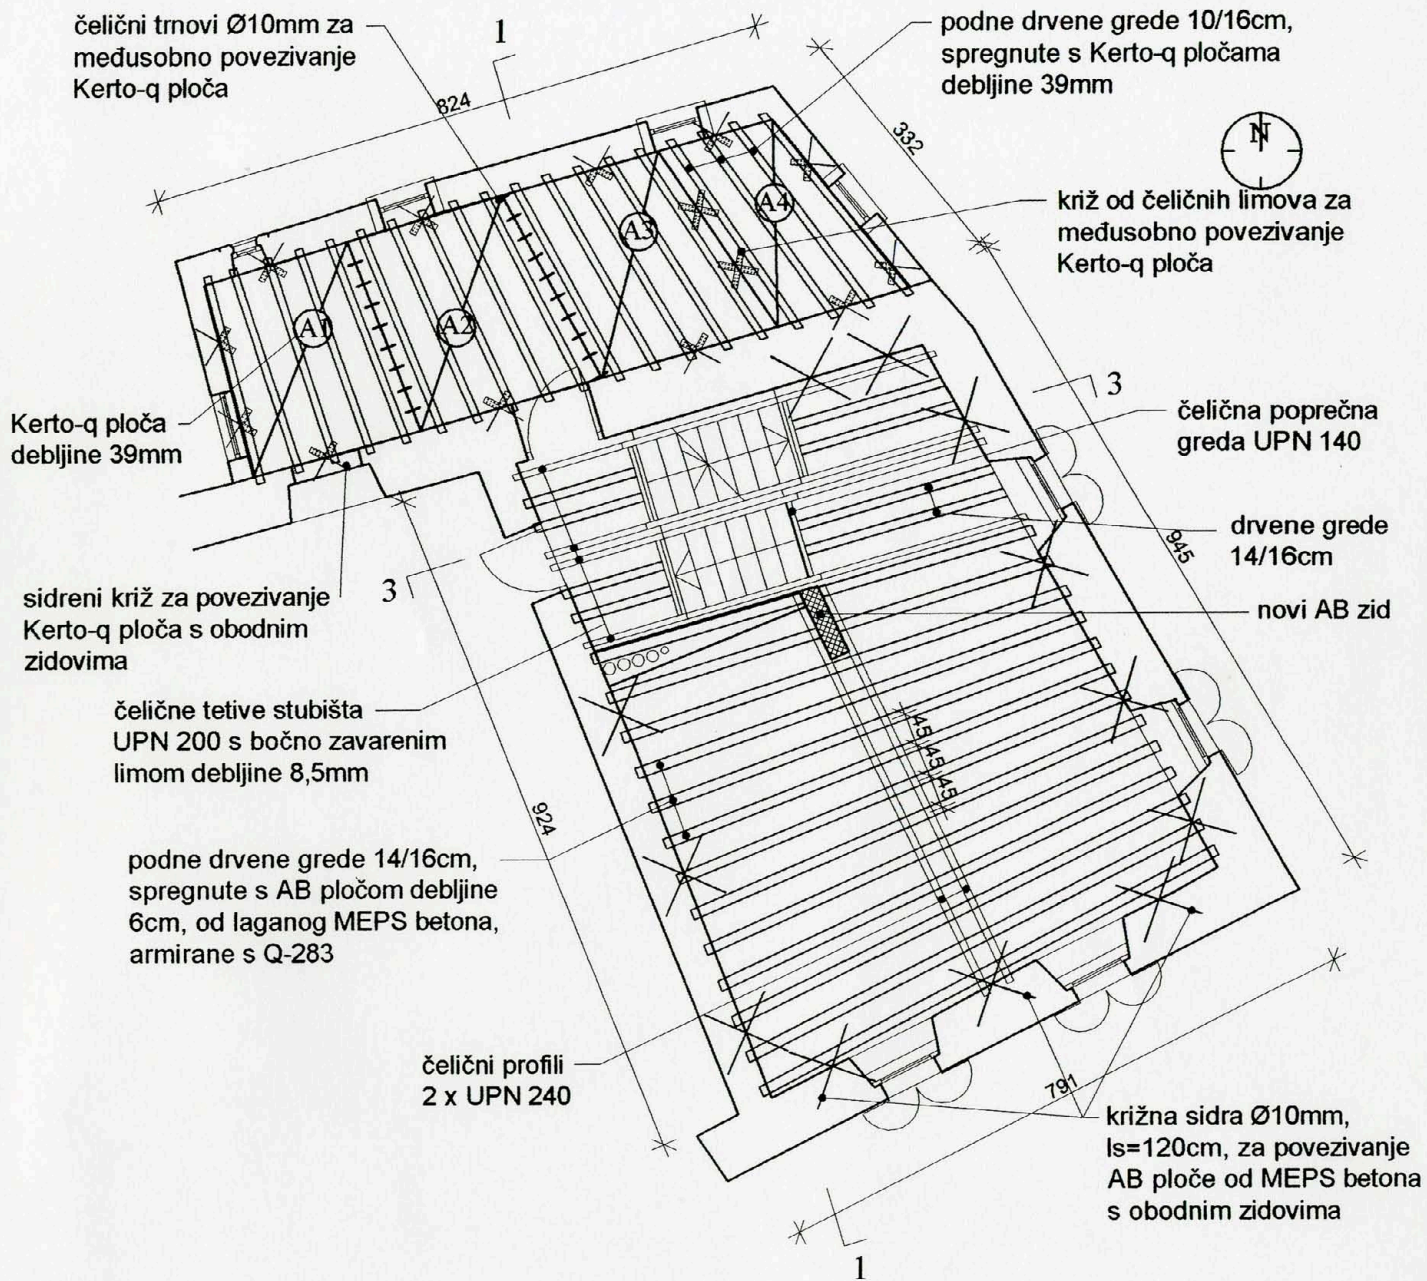 čelični trnovi Ø10mm za
međusobno povezivanje
Kerto-q ploča
1
podne drvene grede 10/16cm,
spregnute s Kerto-q pločama
debljine 39mm
824
332
N
križ od čeličnih limova za
međusobno povezivanje
Kerto-q ploča
A1
A2
A3
A4
Kerto-q ploča
debljine 39mm
3
čelična poprečna
greda UPN 140
drvene grede
14/16cm
945
3
novi AB zid
sidreni križ za povezivanje
Kerto-q ploča s obodnim
zidovima
čelične tetive stubišta
UPN 200 s bočno zavarenim
limom debljine 8,5mm
45
45
45
924
podne drvene grede 14/16cm,
spregnute s AB pločom debljine
6cm, od laganog MEPS betona,
armirane s Q-283
čelični profili
2 x UPN 240
791
križna sidra Ø10mm,
ls=120cm, za povezivanje
AB ploče od MEPS betona
s obodnim zidovima
1